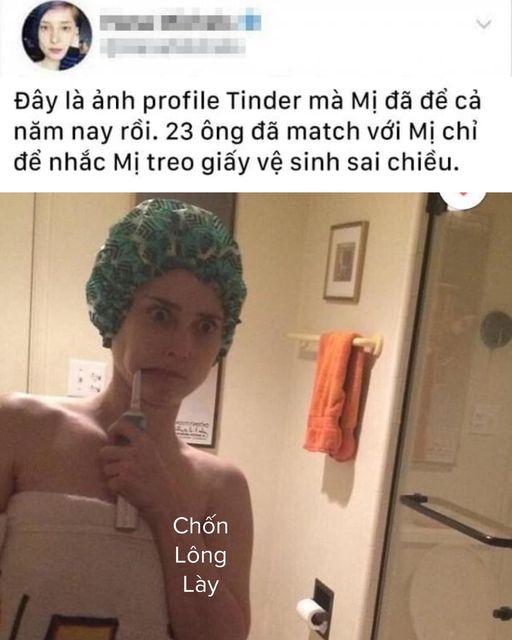 Đây là ảnh profile Tinder mà Mị đã để cả
năm nay rồi. 23 ông đã match với Mị chỉ
để nhắc Mị treo giấy vệ sinh sai chiều.
Chốn
Lông
Lày